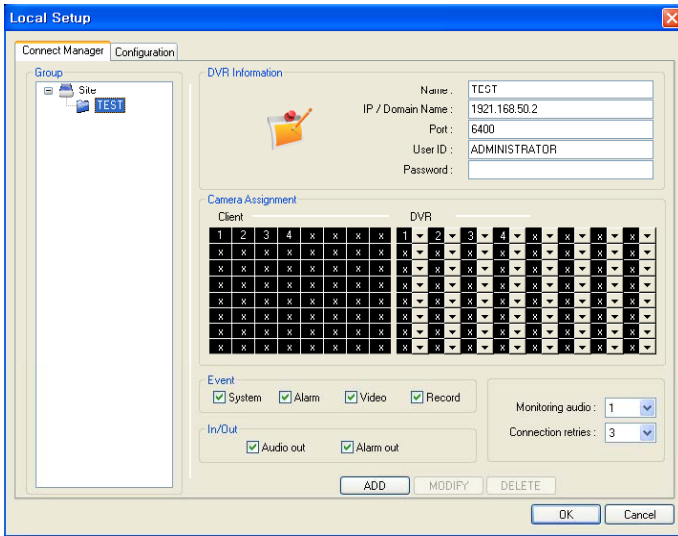 Local Setup
Connect Manager Configuration
Group
Site
TEST
DVR Information
Name : TEST
IP / Domain Name : 1921.168.50.2
Port : 6400
User ID : ADMINISTRATOR
Password :
Camera Assignment
Client DVR
1 2 3 4 x x x x 1 2 3 4 x x x x
x x x x x x x x x x x x x x x x
x x x x x x x x x x x x x x x x
x x x x x x x x x x x x x x x x
x x x x x x x x x x x x x x x x
x x x x x x x x x x x x x x x x
x x x x x x x x x x x x x x x x
x x x x x x x x x x x x x x x x
Event
System Alarm Video Record
In/Out
Audio out Alarm out
Monitoring audio : 1
Connection retries : 3
ADD MODIFY DELETE
OK Cancel